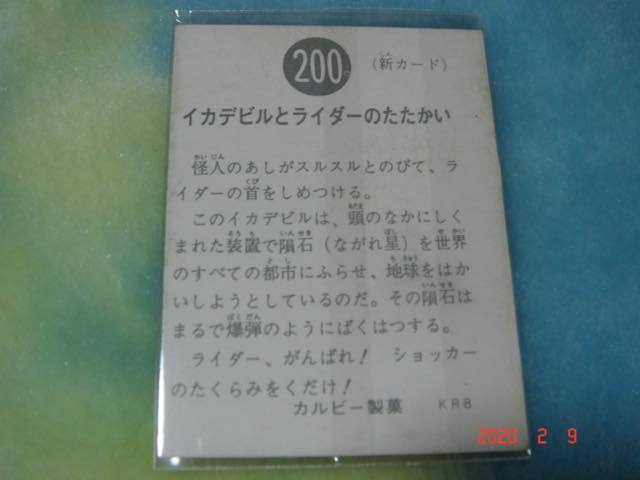 200
（新カード）
イカデビルとライダーのたたかい
怪人のあしがスルスルとのびて、ラ
イダーの首をしめつける。
このイカデビルは、頭のなかにしく
まれた装置で隕石（ながれ星）を世界
のすべての都市にふらせ、地球をはか
いしようとしているのだ。その隕石は
まるで爆弾のようにばくはつする。
ライダー、がんばれ！ ショッカー
のたくらみをくだけ！
カルビー製菓 KR8
2020 2 9